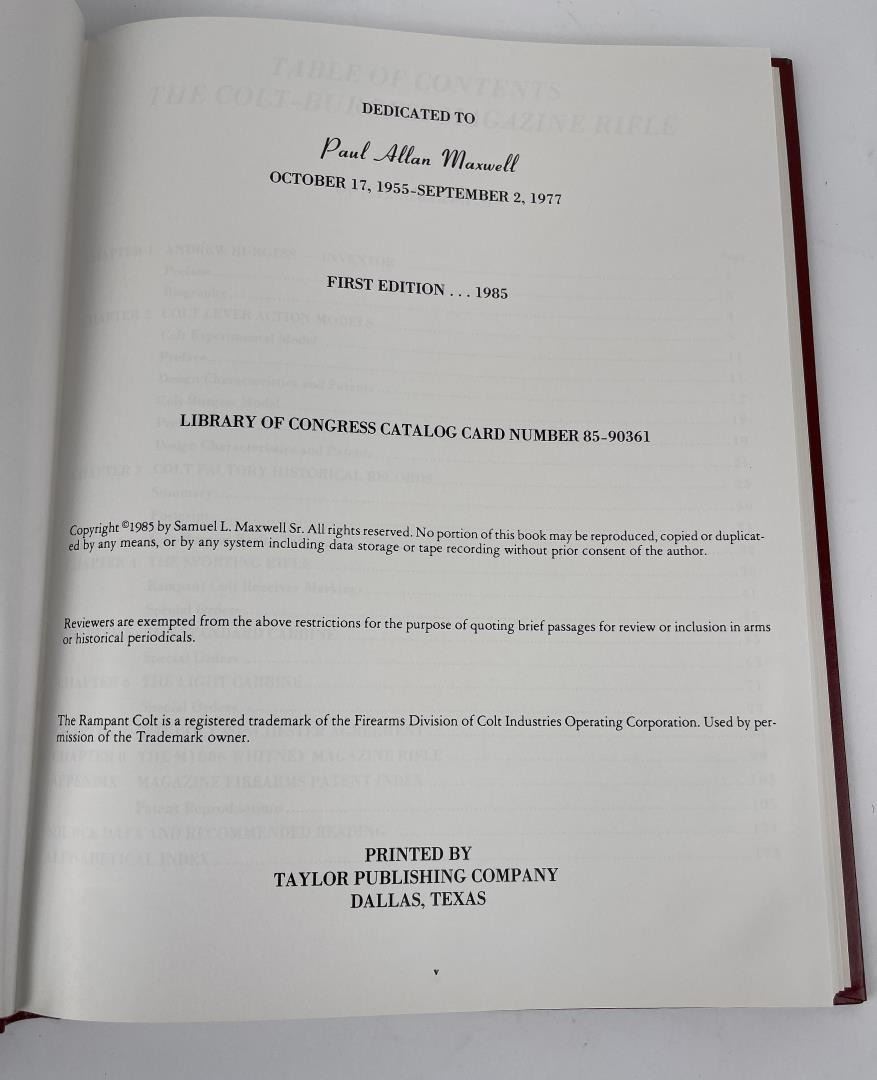 DEDICATED TO
Paul Allan Maxwell
OCTOBER 17, 1955-SEPTEMBER 2, 1977
FIRST EDITION . . . 1985
LIBRARY OF CONGRESS CATALOG CARD NUMBER 85-90361
Copyright ©1985 by Samuel L. Maxwell Sr. All rights reserved. No portion of this book may be reproduced, copied or duplicat-
ed by any means, or by any system including data storage or tape recording without prior consent of the author.
Reviewers are exempted from the above restrictions for the purpose of quoting brief passages for review or inclusion in arms
or historical periodicals.
The Rampant Colt is a registered trademark of the Firearms Division of Colt Industries Operating Corporation. Used by per-
mission of the Trademark owner.
PRINTED BY
TAYLOR PUBLISHING COMPANY
DALLAS, TEXAS
v